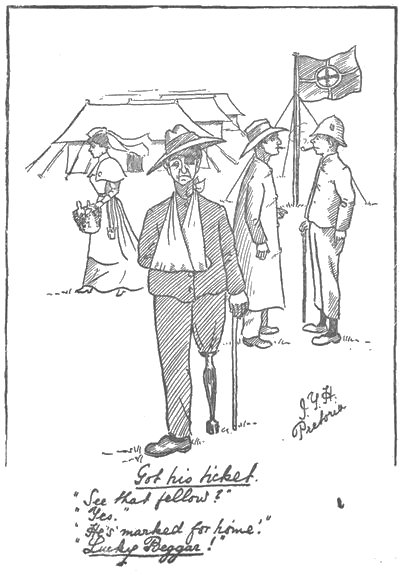 I.Y.H.
Pretoria
Got his ticket.
"See that fellow?"
"Yes."
"He's marked for home."
"Lucky Beggar!"